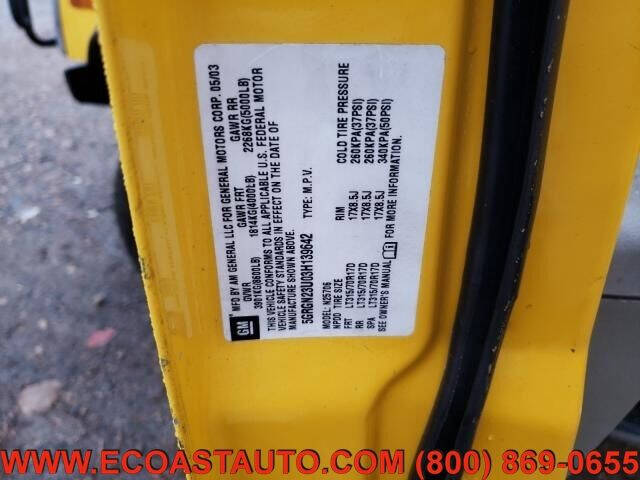 MFD BY AM GENERAL LLC FOR GENERAL MOTORS CORP. 05/03
GVWR GAWR FRT GAWR RR
3901KG(8600LB) 1814KG(4000LB) 2268KG(5000LB)
THIS VEHICLE CONFORMS TO ALL APPLICABLE U.S. FEDERAL MOTOR
VEHICLE SAFETY STANDARDS IN EFFECT ON THE DATE OF
MANUFACTURE SHOWN ABOVE.
5GRGN23U03H139642 TYPE: M.P.V.
GM
MODEL: N25706
NPDD TIRE SIZE RIM COLD TIRE PRESSURE
FRT LT315/70R17D 17X8.5J 260KPA(37PSI)
RR LT315/70R17D 17X8.5J 260KPA(37PSI)
SPA LT315/70R17D 17X8.5J 340KPA(50PSI)
SEE OWNER'S MANUAL FOR MORE INFORMATION.
WWW.ECOASTAUTO.COM (800) 869-0655